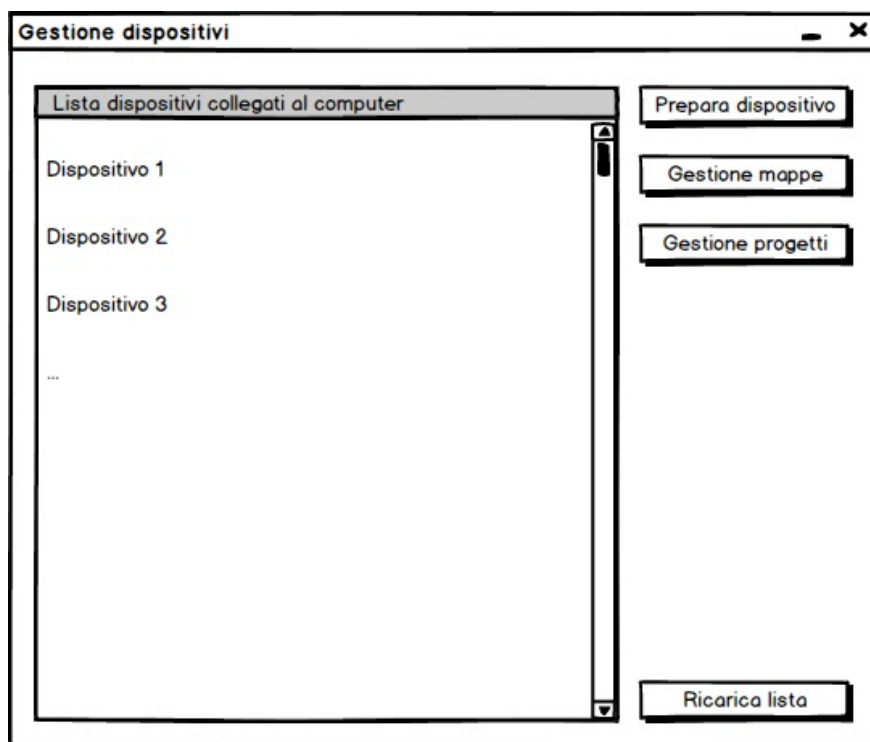 Gestione dispositivi
Lista dispositivi collegati al computer
Dispositivo 1
Dispositivo 2
Dispositivo 3
...
Prepara dispositivo
Gestione mappe
Gestione progetti
Ricarica lista